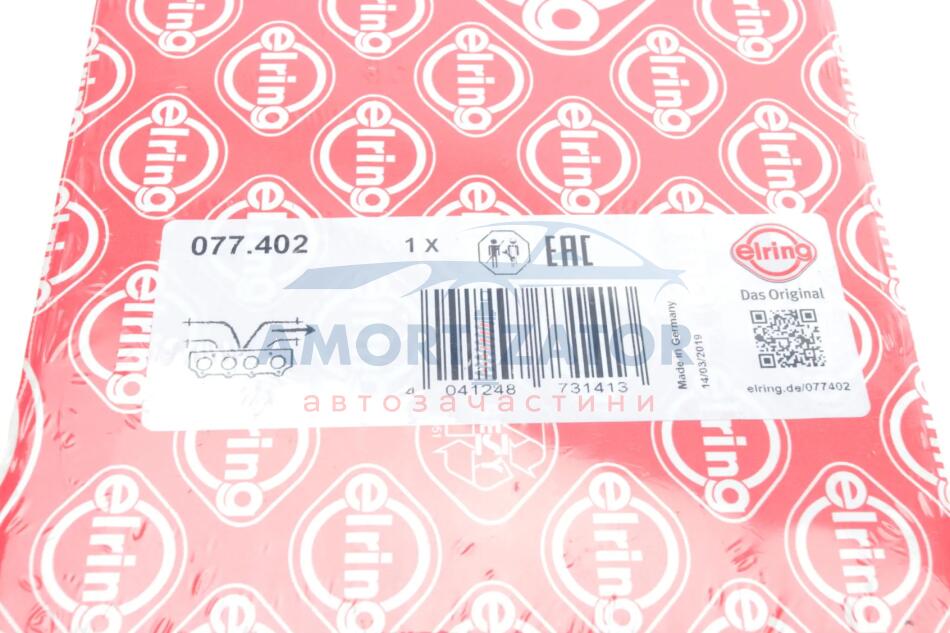 elring
077.402
1 X
EAC
elring
Das Original
elring.de/077402
Made in Germany
14/03/2019
4 041248 731413
AMORTIZATOR
автозачастини